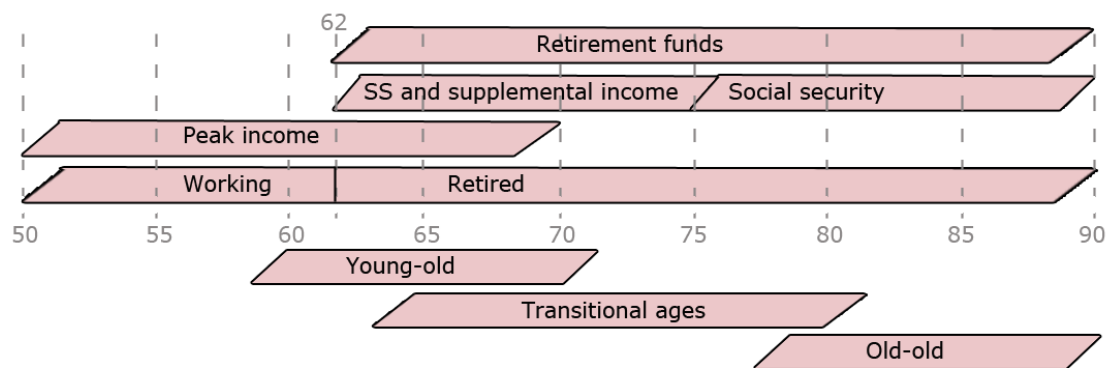 62
Retirement funds
SS and supplemental income Social security
Peak income
Working Retired
50 55 60 65 70 75 80 85 90
Young-old
Transitional ages
Old-old